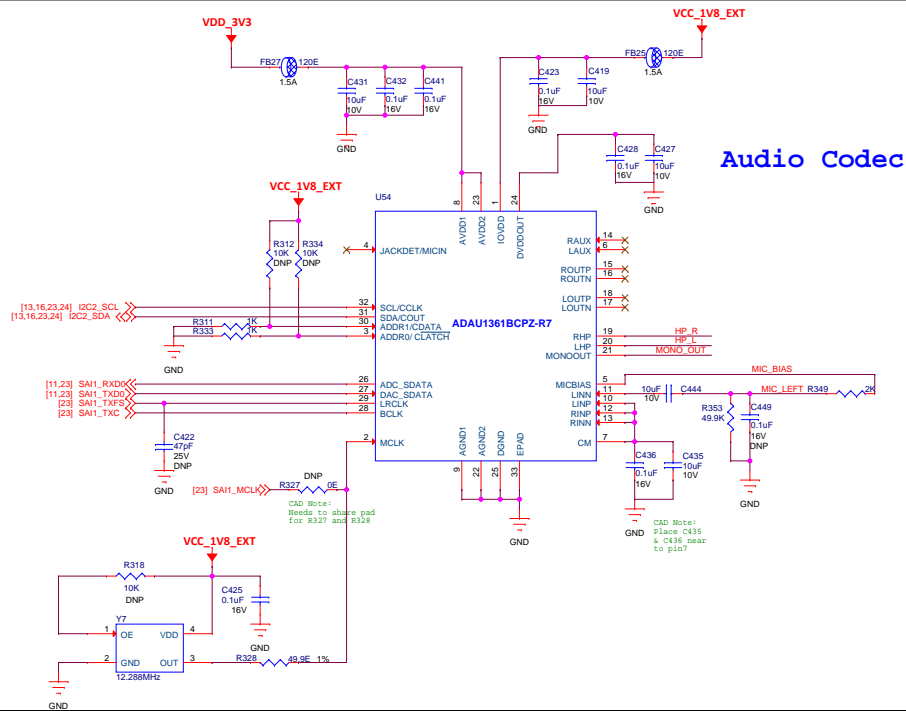 VDD_3V3
VCC_1V8_EXT
FB27
120E
1.5A
C431
10uF
10V
C432
0.1uF
16V
C441
0.1uF
16V
GND
FB25
120E
1.5A
C423
0.1uF
16V
C419
10uF
10V
GND
C428
0.1uF
16V
C427
10uF
10V
GND
Audio Codec
VCC_1V8_EXT
R312
10K
DNP
R334
10K
DNP
U54
8
23
1
24
AVDD1
AVDD2
IOVDD
DVDDOUT
4
JACKDET/MICIN
[13,16,23,24] I2C2_SCL
32
SCL/CCLK
[13,16,23,24] I2C2_SDA
31
SDA/COUT
R311
1K
30
ADDR1/CDATA
R333
1K
3
ADDR0/ CLATCH
GND
ADAU1361BCPZ-R7
[11,23] SAI1_RXD0
26
ADC_SDATA
[11,23] SAI1_TXD0
27
DAC_SDATA
[23] SAI1_TXFS
29
LRCLK
[23] SAI1_TXC
28
BCLK
2
MCLK
C422
47pF
25V
DNP
GND
RAUX
14
LAUX
6
ROUTP
15
ROUTN
16
LOUTP
18
LOUTN
17
RHP
19
HP_R
LHP
20
HP_L
MONOOUT
21
MONO_OUT
MICBIAS
5
MIC_BIAS
LINN
11
LINP
10
RINP
12
RINN
13
CM
7
10uF
10V
C444
MIC_LEFT
R349
2K
R353
49.9K
C449
0.1uF
16V
DNP
GND
C436
0.1uF
16V
C435
10uF
10V
GND
CAD Note:
Place C435
& C436 near
to pin7
AGND1
AGND2
DGND
EPAD
9
22
25
33
GND
[23] SAI1_MCLK
R327
DNP
0E
CAD Note:
Needs to share pad
for R327 and R328
VCC_1V8_EXT
R318
10K
DNP
C425
0.1uF
16V
GND
Y7
1
OE
VDD
4
2
GND
OUT
3
12.288MHz
R328
49.9E
1%
GND